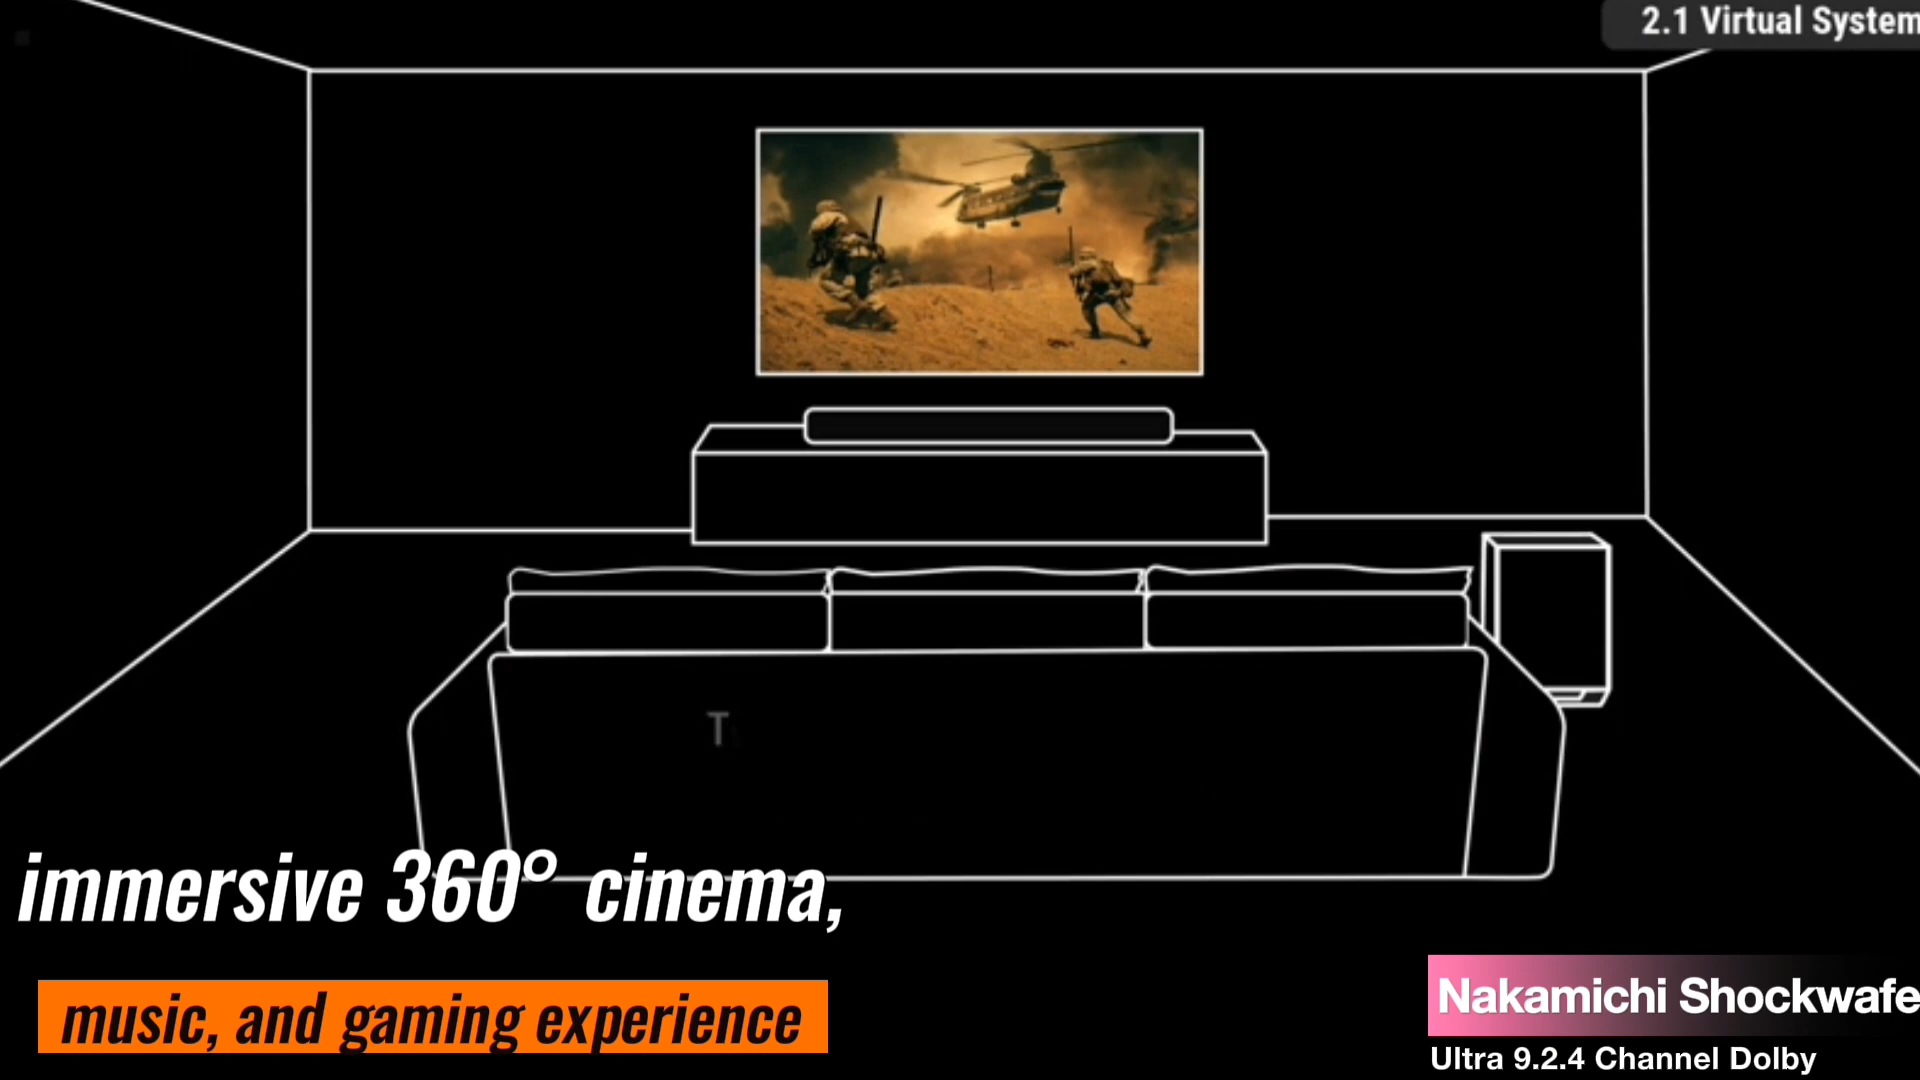 2.1 Virtual System
T
immersive 360° cinema,
music, and gaming experience
Nakamichi Shockwafe
Ultra 9.2.4 Channel Dolby